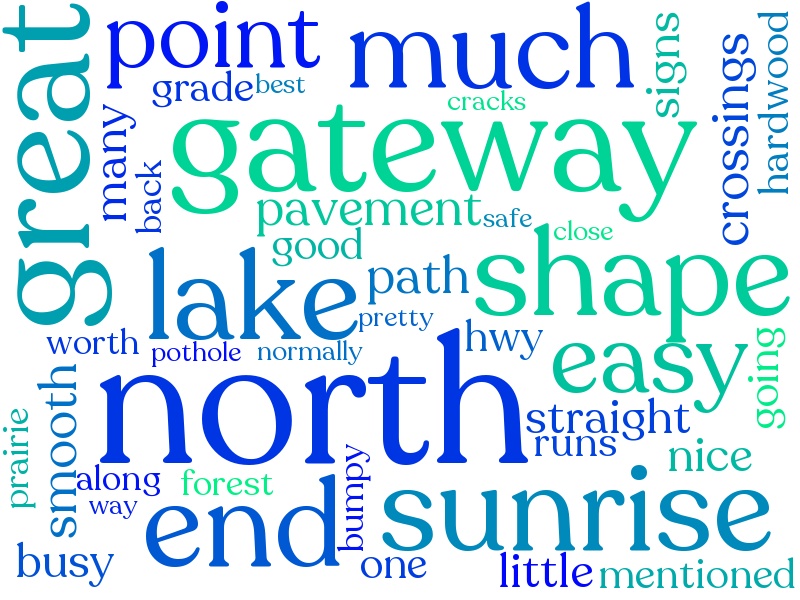 great
point
much
signs
crossings
hardwood
grade
best
cracks
many
gateway
back
pavement
safe
close
good
lake
path
shape
pretty
hwy
worth
pothole
normally
easy
going
north
smooth
prairie
straight
runs
nice
along
forest
bumpy
way
end
sunrise
busy
one
little
mentioned